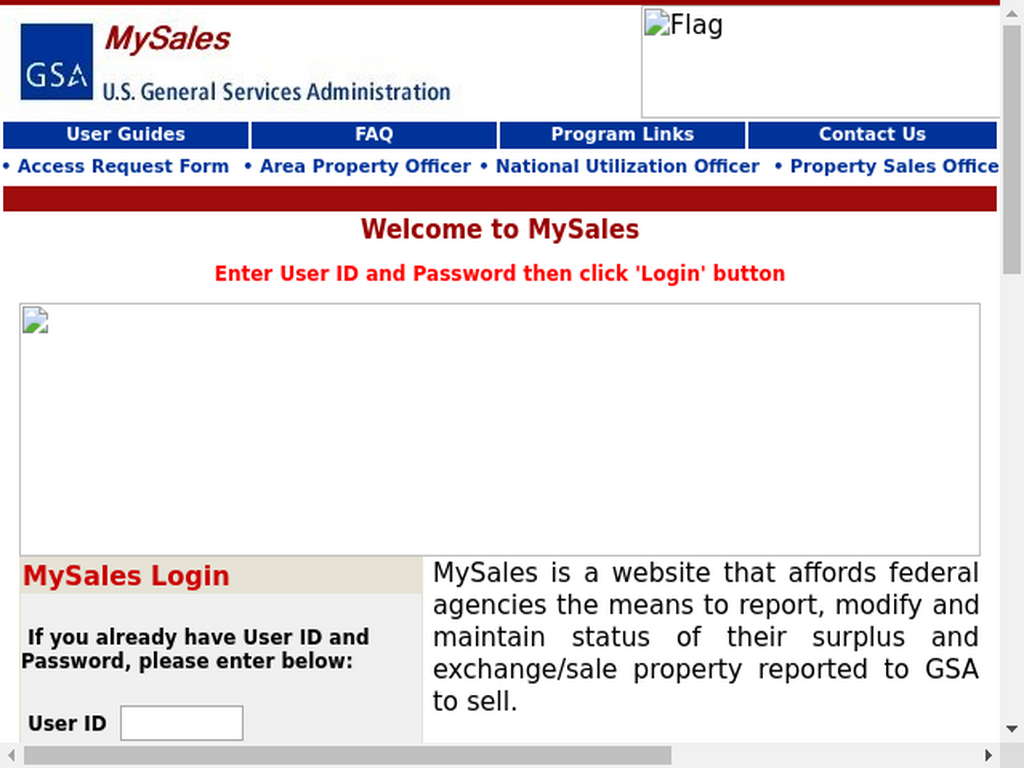 MySales
GSA
U.S. General Services Administration
Flag
User Guides FAQ Program Links Contact Us
• Access Request Form • Area Property Officer • National Utilization Officer • Property Sales Office
Welcome to MySales
Enter User ID and Password then click 'Login' button
MySales Login
If you already have User ID and
Password, please enter below:
User ID
MySales is a website that affords federal
agencies the means to report, modify and
maintain status of their surplus and
exchange/sale property reported to GSA
to sell.